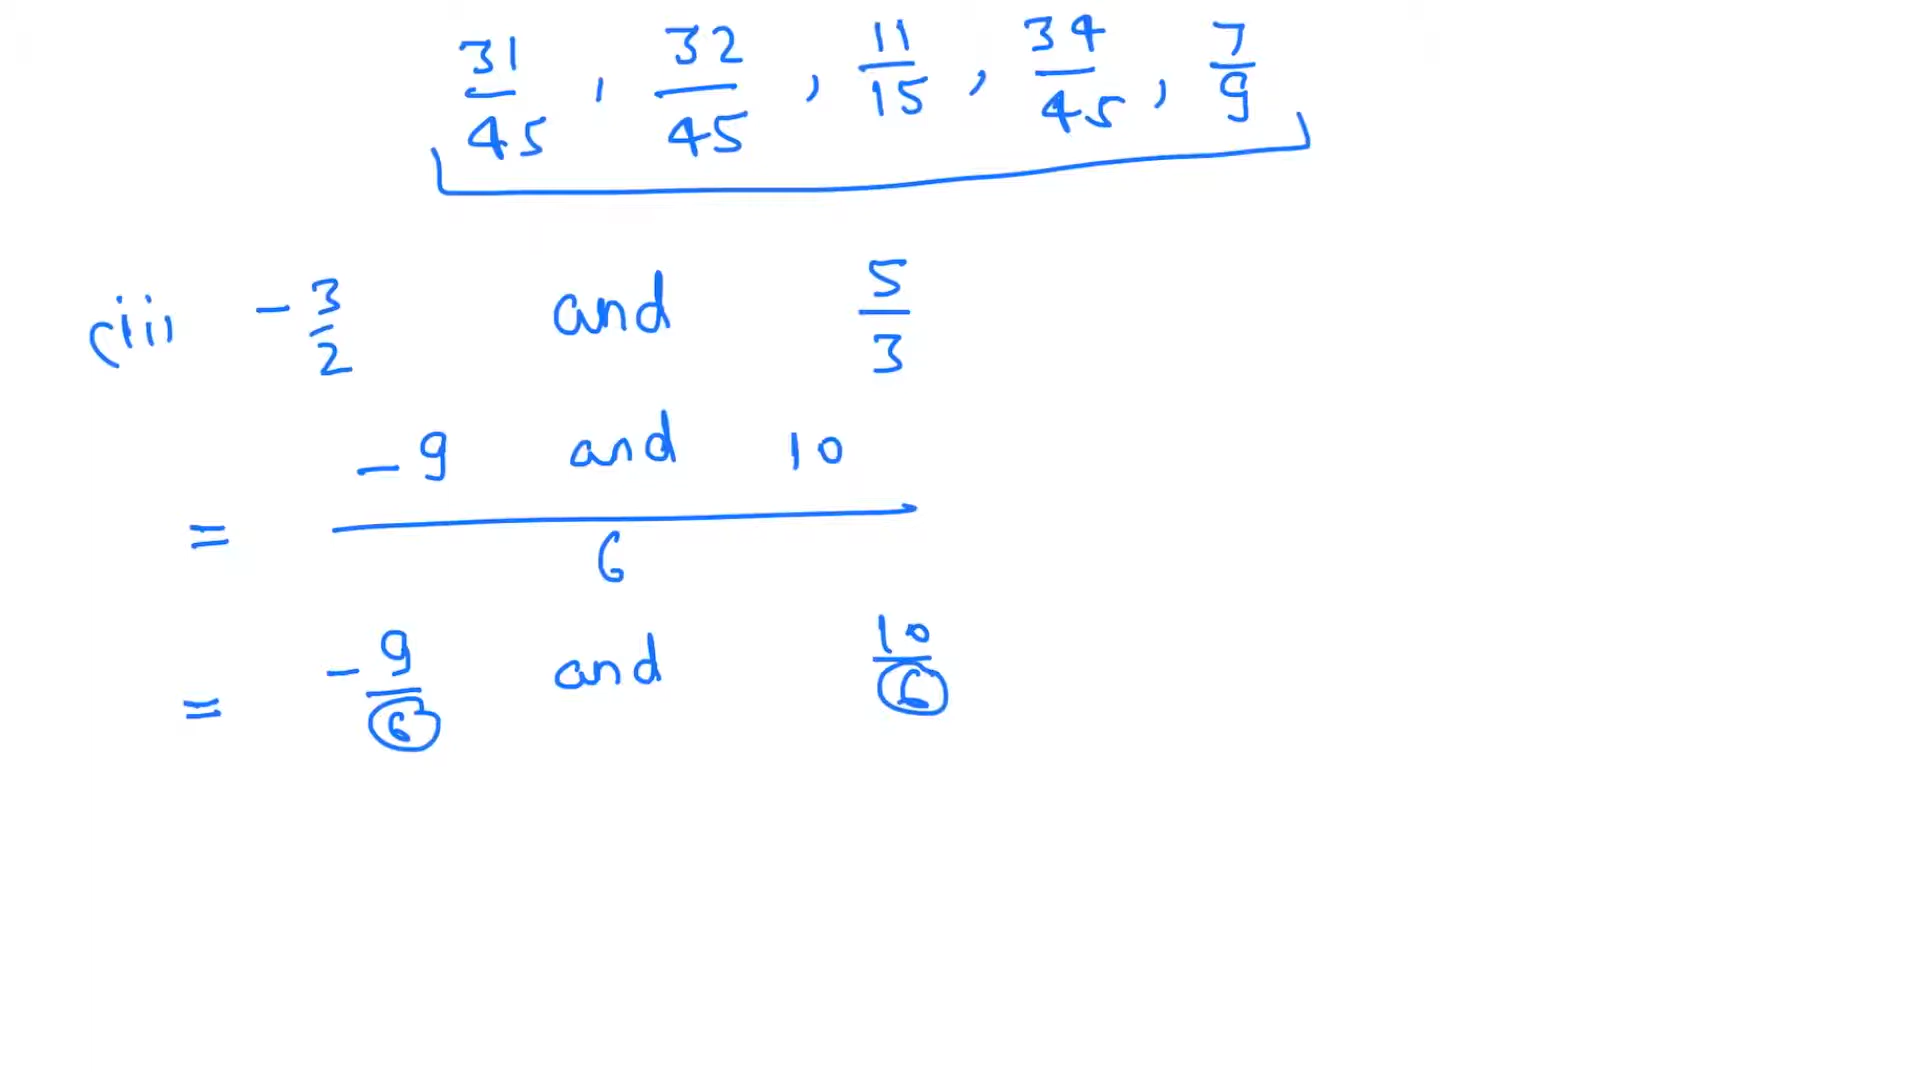 31/45 , 32/45 , 11/15 , 34/45 , 7/9
(ii) -3/2 and 5/3
= -9 and 10 / 6
= -9/6 and 10/6